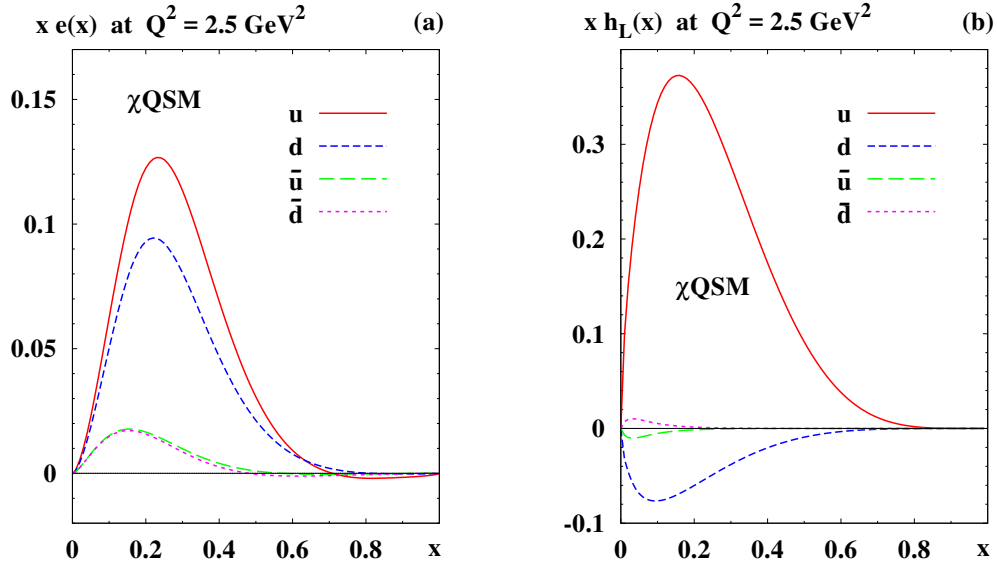 x e(x) at Q² = 2.5 GeV² (a)
0.15
0.1
0.05
0
χQSM
u
d
ū
d̄
0 0.2 0.4 0.6 0.8 x
x h_L(x) at Q² = 2.5 GeV² (b)
0.3
0.2
0.1
0
-0.1
u
d
ū
d̄
χQSM
0 0.2 0.4 0.6 0.8 x